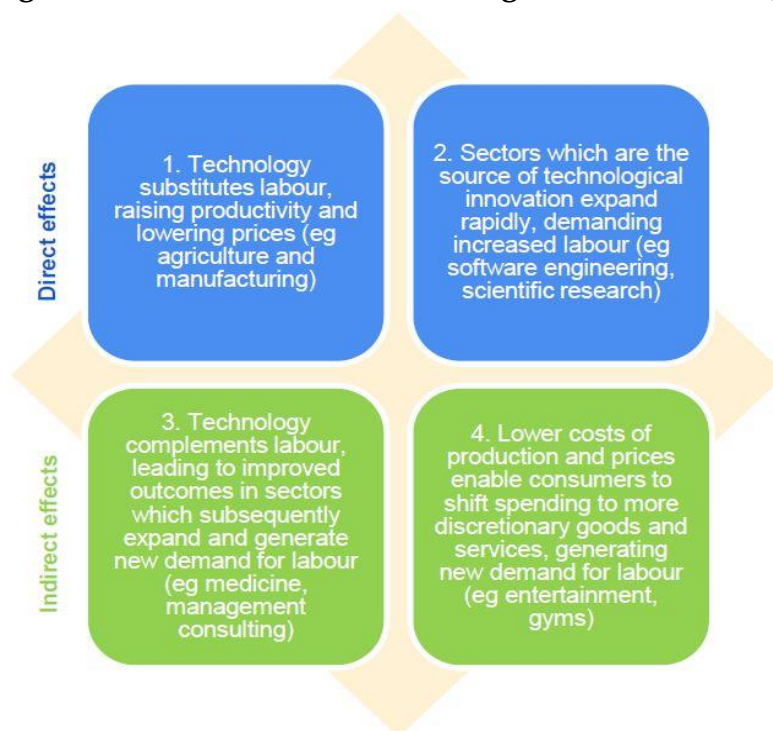 Direct effects
1. Technology
substitutes labour,
raising productivity and
lowering prices (eg
agriculture and
manufacturing)
2. Sectors which are the
source of technological
innovation expand
rapidly, demanding
increased labour (eg
software engineering,
scientific research)
Indirect effects
3. Technology
complements labour,
leading to improved
outcomes in sectors
which subsequently
expand and generate
new demand for labour
(eg medicine,
management
consulting)
4. Lower costs of
production and prices
enable consumers to
shift spending to more
discretionary goods and
services, generating
new demand for labour
(eg entertainment,
gyms)